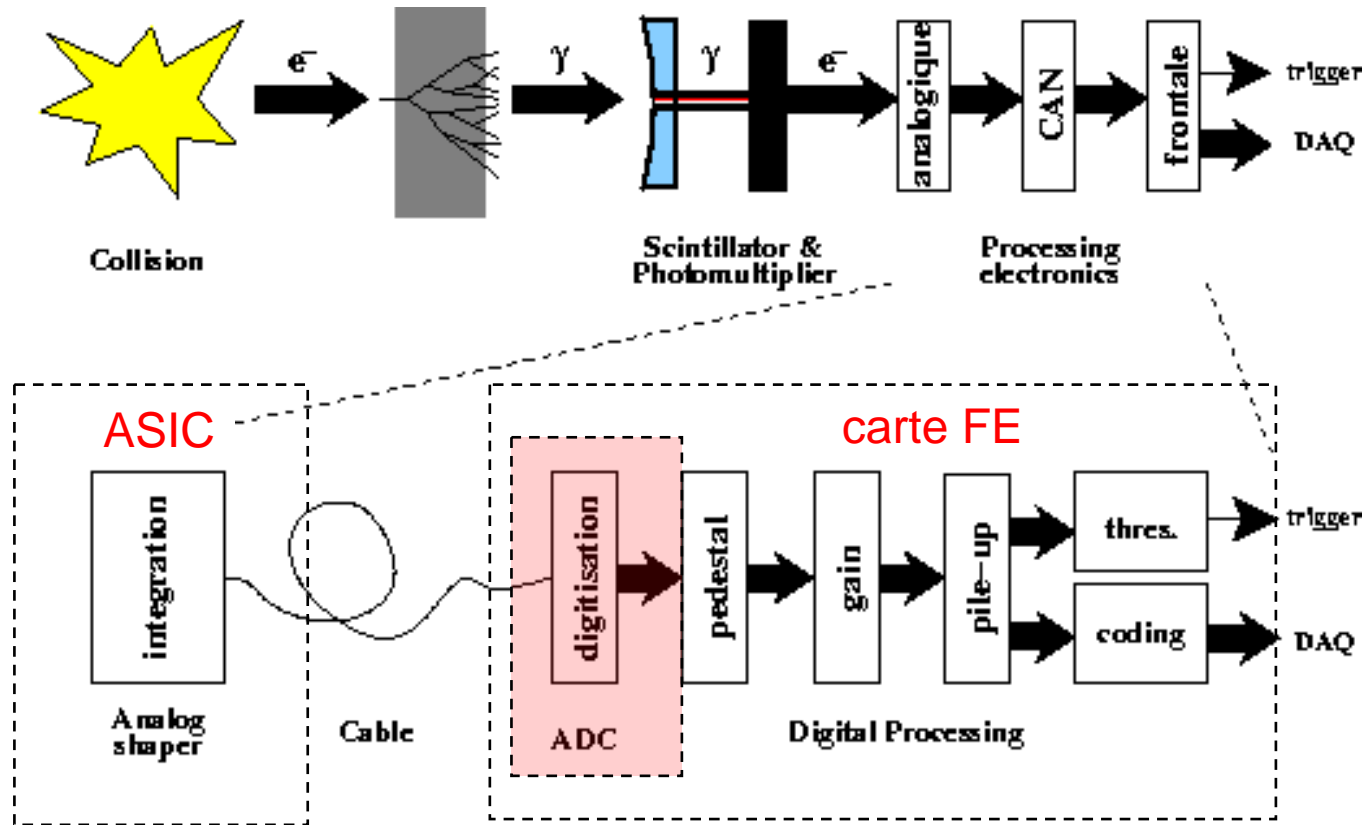 e⁻
γ
γ
e⁻
analogique
CAN
frontale
trigger
DAQ
Collision
Scintillator &
Photomultiplier
Processing
electronics
ASIC
carte FE
integration
digitisation
pedestal
gain
pile-up
thres.
trigger
coding
DAQ
Analog
shaper
Cable
ADC
Digital Processing